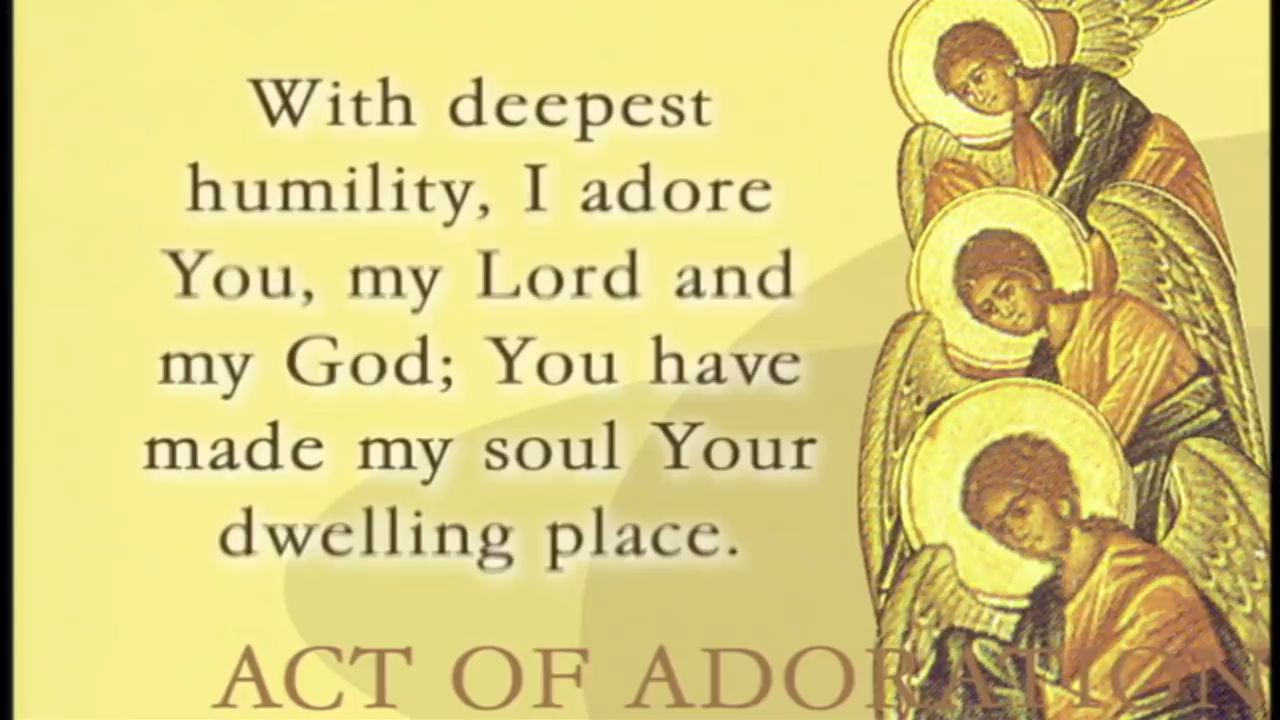 With deepest
humility, I adore
You, my Lord and
my God; You have
made my soul Your
dwelling place.
ACT OF ADORATION